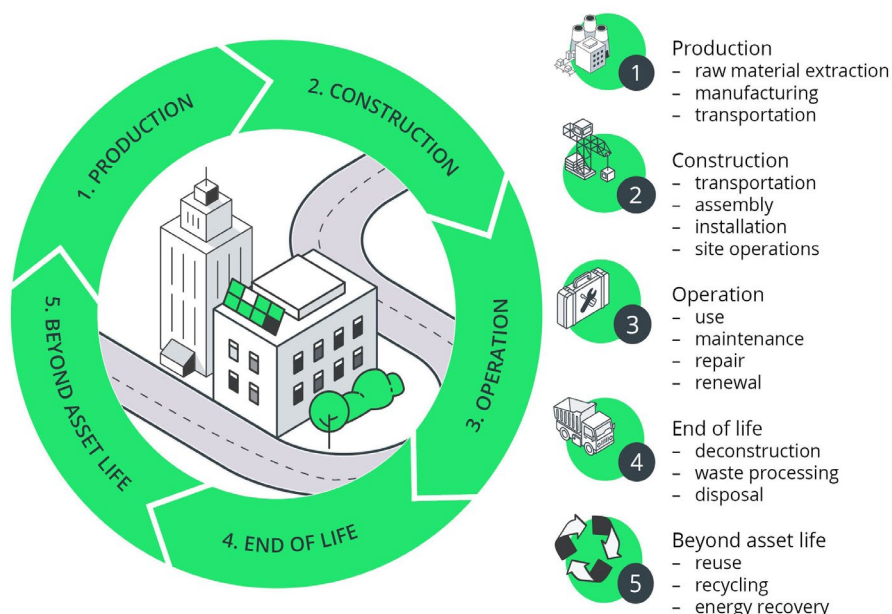 1. PRODUCTION
2. CONSTRUCTION
3. OPERATION
4. END OF LIFE
5. BEYOND ASSET LIFE
1
Production
– raw material extraction
– manufacturing
– transportation
2
Construction
– transportation
– assembly
– installation
– site operations
3
Operation
– use
– maintenance
– repair
– renewal
4
End of life
– deconstruction
– waste processing
– disposal
5
Beyond asset life
– reuse
– recycling
– energy recovery